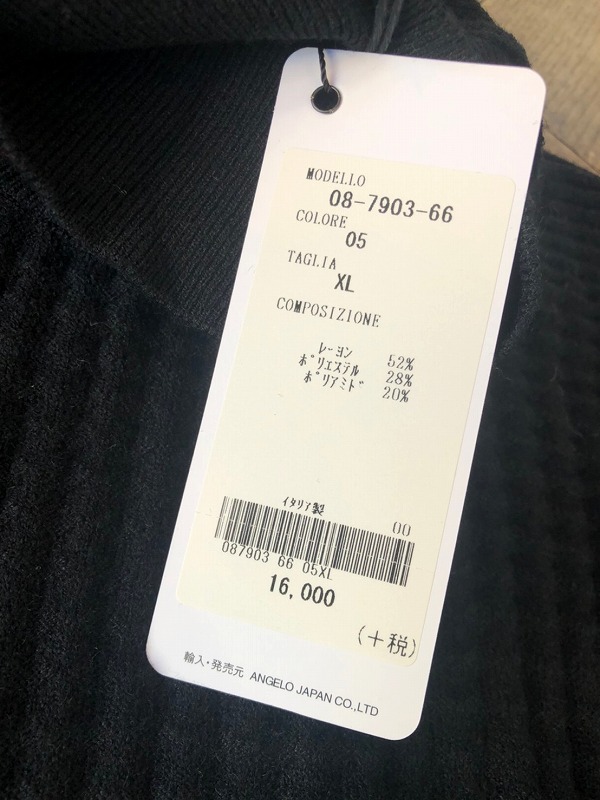 MODELLO
08-7903-66
COLORE
05
TAGLIA
XL
COMPOSIZIONE
ﾚｰﾖﾝ 52%
ﾎﾟﾘｴｽﾃﾙ 28%
ﾎﾟﾘｱﾐﾄﾞ 20%
ｲﾀﾘｱ製 00
087903 66 05XL
16,000
(+税)
輸入・発売元 ANGELO JAPAN CO.,LTD